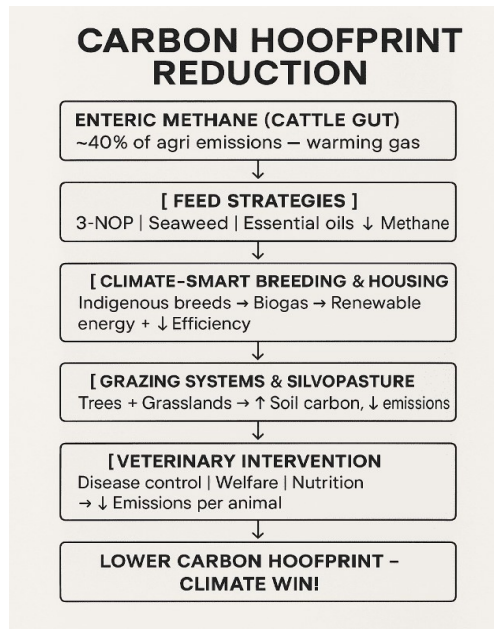 CARBON HOOFPRINT
REDUCTION
ENTERIC METHANE (CATTLE GUT)
~40% of agri emissions — warming gas
[ FEED STRATEGIES ]
3-NOP | Seaweed | Essential oils ↓ Methane
[ CLIMATE-SMART BREEDING & HOUSING
Indigenous breeds → Biogas → Renewable
energy + ↓ Efficiency
[ GRAZING SYSTEMS & SILVOPASTURE
Trees + Grasslands → ↑ Soil carbon, ↓ emissions
[ VETERINARY INTERVENTION
Disease control | Welfare | Nutrition
→ ↓ Emissions per animal
LOWER CARBON HOOFPRINT –
CLIMATE WIN!